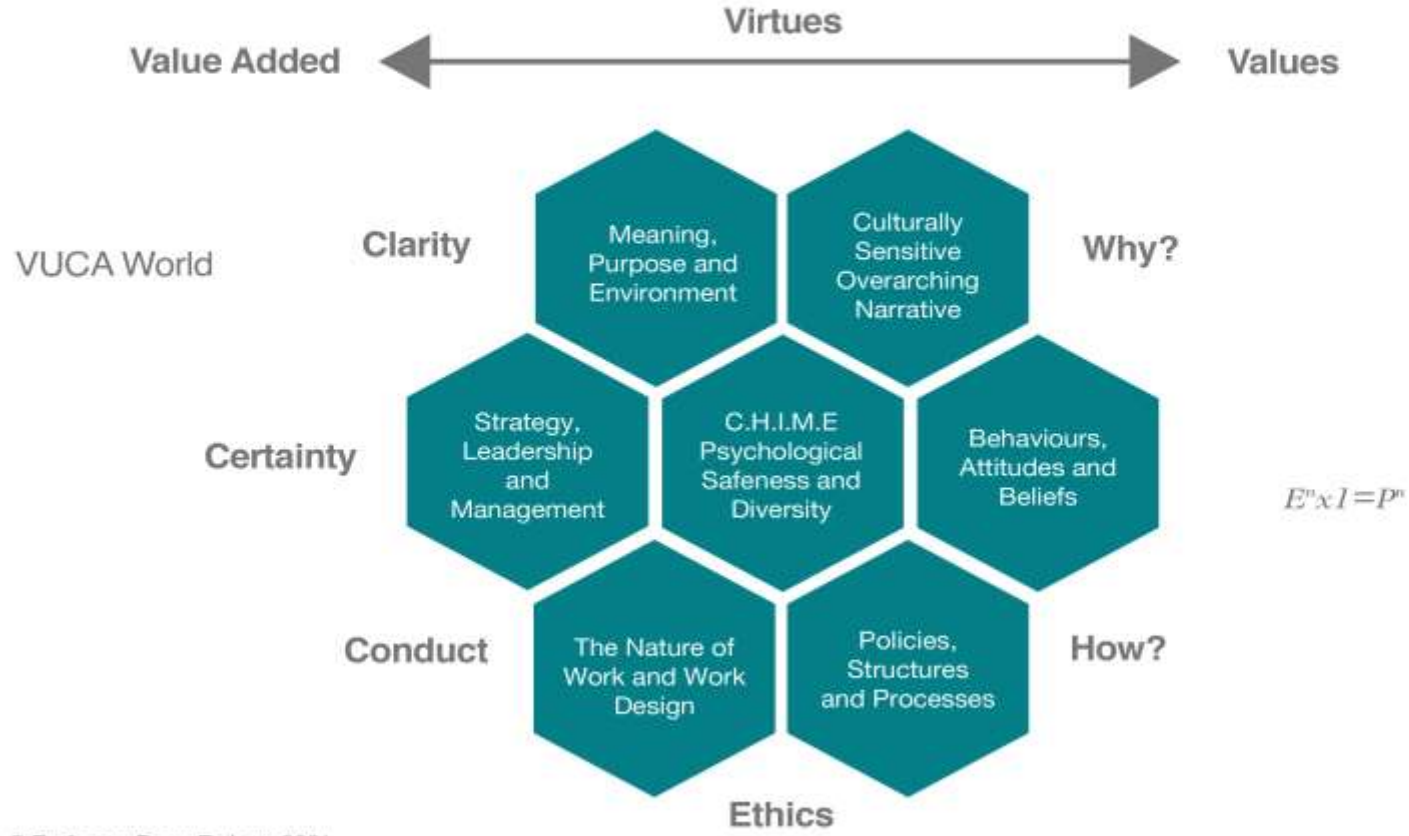 Virtues
Value Added
Values
Clarity
Meaning,
Purpose and
Environment
Culturally
Sensitive
Overarching
Narrative
Why?
VUCA World
Certainty
Strategy,
Leadership
and
Management
C.H.I.M.E
Psychological
Safeness and
Diversity
Behaviours,
Attitudes and
Beliefs
Eⁿx1=Pⁿ
Conduct
The Nature of
Work and Work
Design
Policies,
Structures
and Processes
How?
Ethics